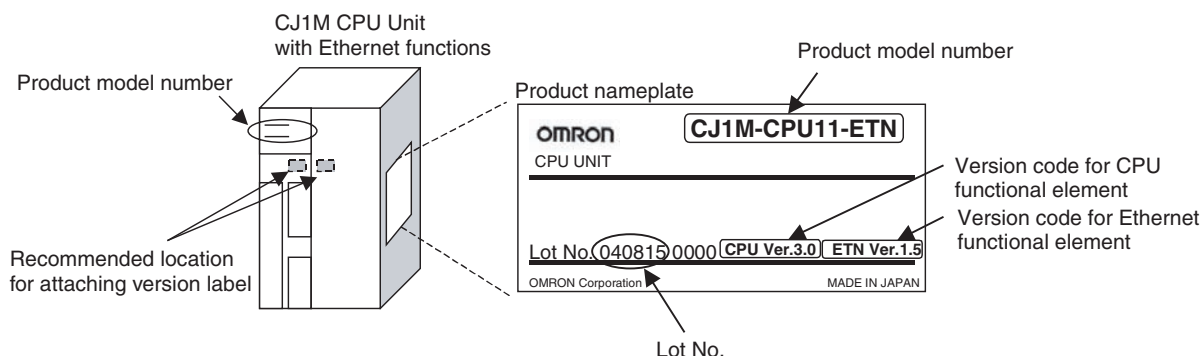 CJ1M CPU Unit
with Ethernet functions
Product model number
Product model number
Product nameplate
OMRON
CJ1M-CPU11-ETN
CPU UNIT
Version code for CPU
functional element
Version code for Ethernet
functional element
Lot No. 040815 0000 CPU Ver.3.0 ETN Ver.1.5
OMRON Corporation MADE IN JAPAN
Recommended location
for attaching version label
Lot No.